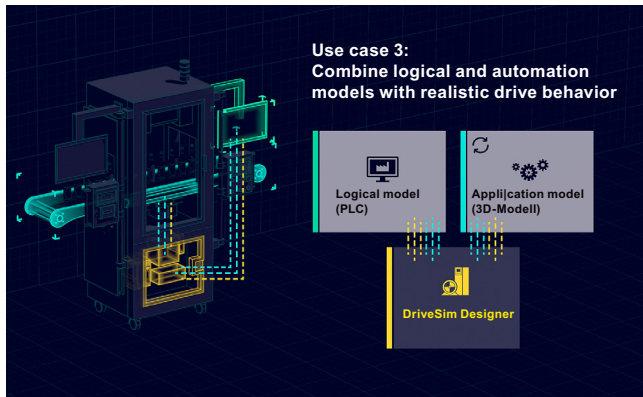 Use case 3:
Combine logical and automation
models with realistic drive behavior
Logical model
(PLC)
Appli|cation model
(3D-Modell)
DriveSim Designer